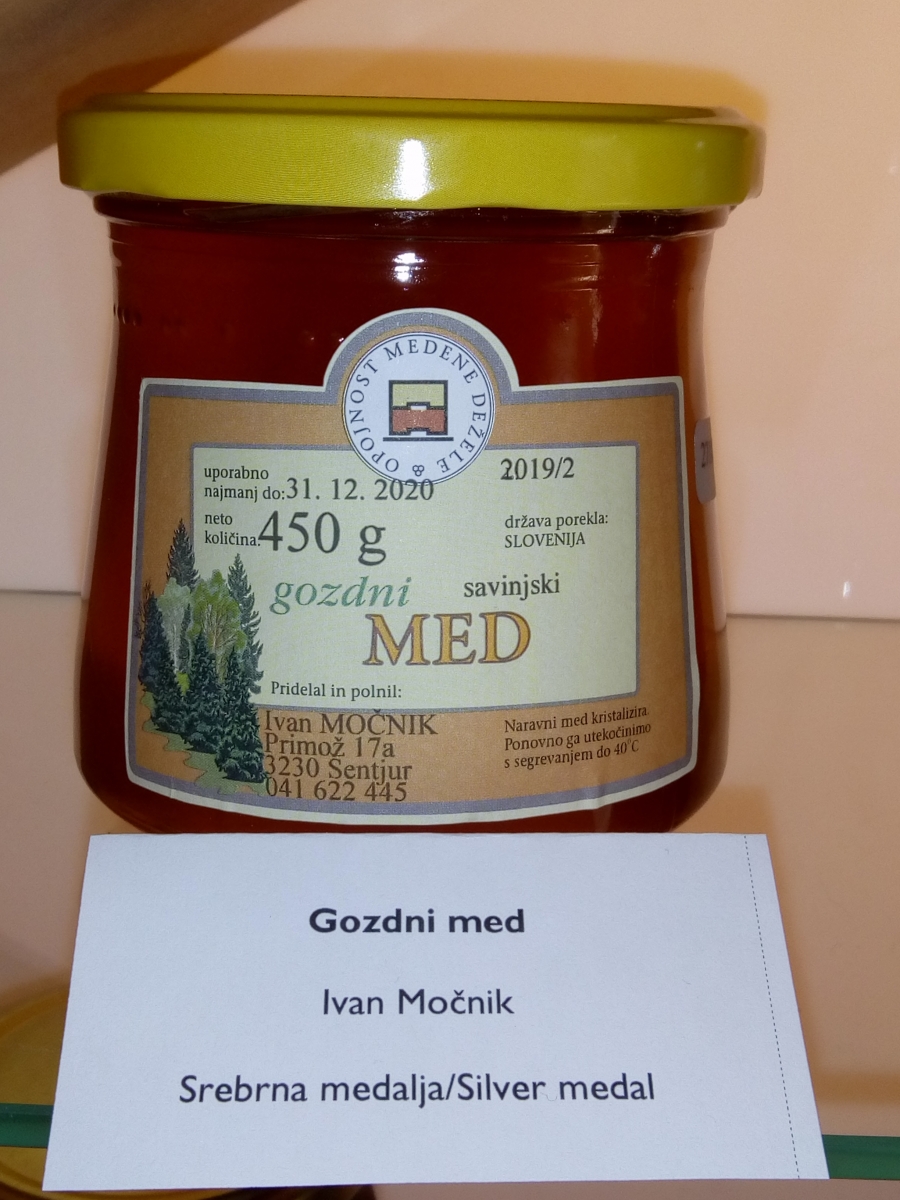 OPOJNOST MEDENE DEŽELE
uporabno
najmanj do: 31. 12. 2020
2019/2
neto
količina: 450 g
država porekla:
SLOVENIJA
gozdni savinjski
MED
Pridelal in polnil:
Ivan MOČNIK
Primož 17a
3230 Šentjur
041 622 445
Naravni med kristalizira.
Ponovno ga utekočinimo
s segrevanjem do 40°C
Gozdni med
Ivan Močnik
Srebrna medalja/Silver medal